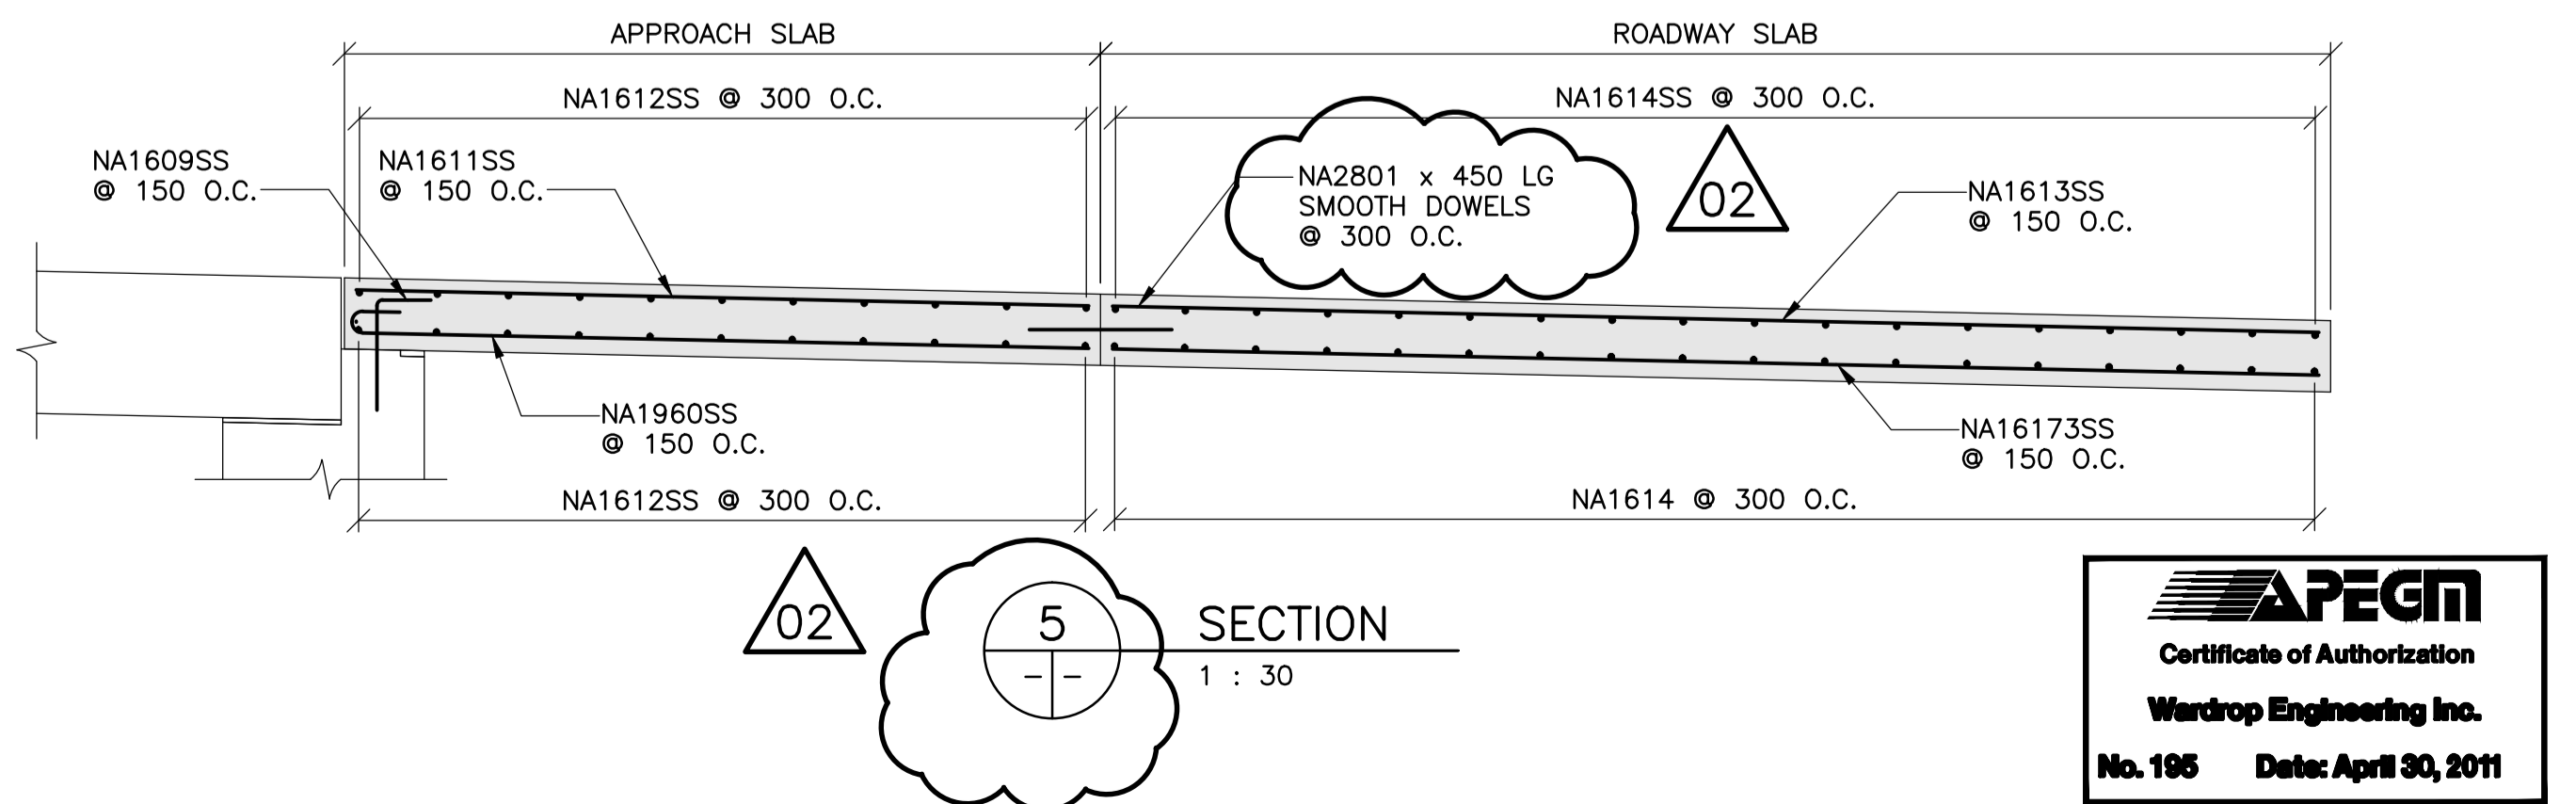 APPROACH SLAB
ROADWAY SLAB
NA1612SS @ 300 O.C.
NA1614SS @ 300 O.C.
NA1609SS
@ 150 O.C.
NA1611SS
@ 150 O.C.
NA2801 x 450 LG
SMOOTH DOWELS
@ 300 O.C.
02
NA1613SS
@ 150 O.C.
NA1960SS
@ 150 O.C.
NA16173SS
@ 150 O.C.
NA1612SS @ 300 O.C.
NA1614 @ 300 O.C.
02
5
- -
SECTION
1 : 30
APEGM
Certificate of Authorization
Wardrop Engineering Inc.
No. 195 Date: April 30, 2011